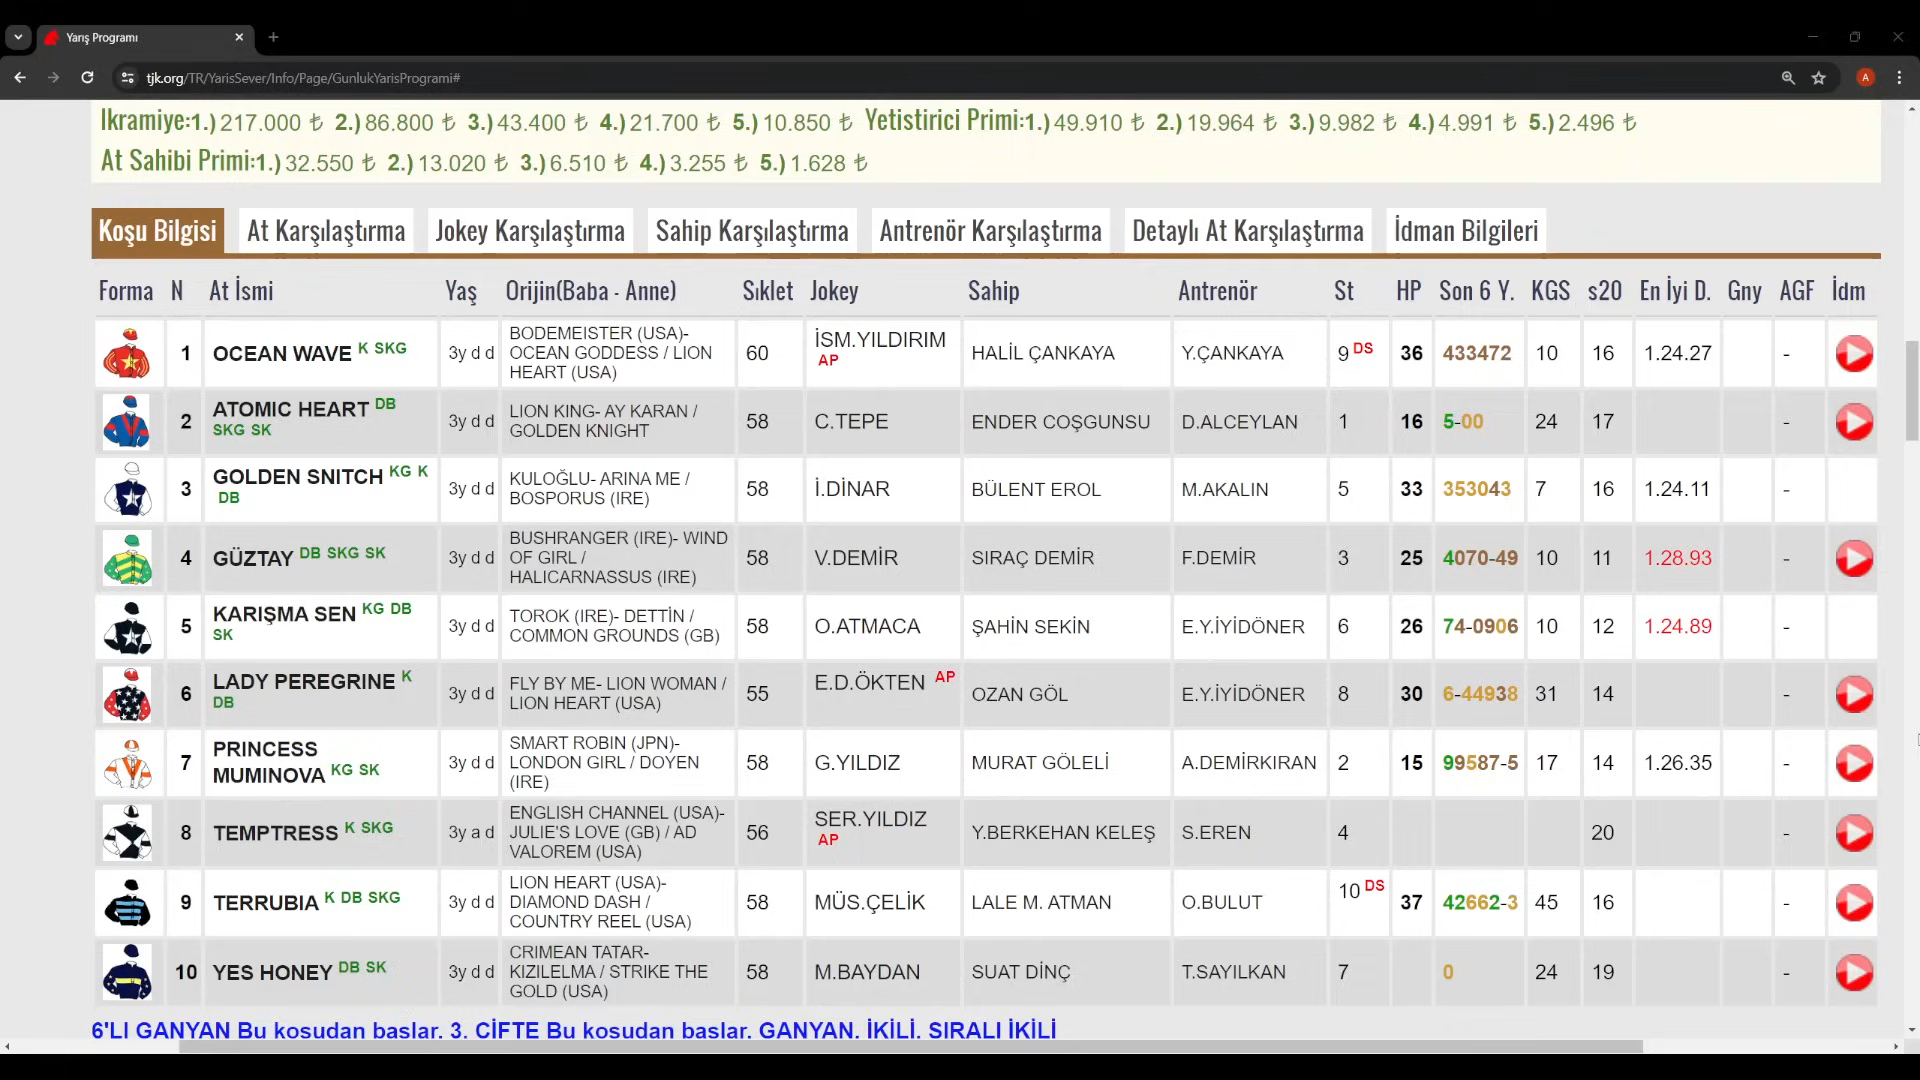 Yarış Programı
tjk.org/TR/YarisSever/Info/Page/GunlukYarisProgrami#
A
İkramiye:1.) 217.000 ₺ 2.) 86.800 ₺ 3.) 43.400 ₺ 4.) 21.700 ₺ 5.) 10.850 ₺ Yetistirici Primi:1.) 49.910 ₺ 2.) 19.964 ₺ 3.) 9.982 ₺ 4.) 4.991 ₺ 5.) 2.496 ₺
At Sahibi Primi:1.) 32.550 ₺ 2.) 13.020 ₺ 3.) 6.510 ₺ 4.) 3.255 ₺ 5.) 1.628 ₺
Koşu Bilgisi At Karşılaştırma Jokey Karşılaştırma Sahip Karşılaştırma Antrenör Karşılaştırma Detaylı At Karşılaştırma İdman Bilgileri
Forma N At İsmi Yaş Orijin(Baba - Anne) Sıklet Jokey Sahip Antrenör St HP Son 6 Y. KGS s20 En İyi D. Gny AGF İdm
1 OCEAN WAVE K SKG 3y d d BODEMEISTER (USA)- OCEAN GODDESS / LION HEART (USA) 60 İSM.YILDIRIM AP HALİL ÇANKAYA Y.ÇANKAYA 9 DS 36 433472 10 16 1.24.27 -
2 ATOMIC HEART DB SKG SK 3y d d LION KING- AY KARAN / GOLDEN KNIGHT 58 C.TEPE ENDER COŞGUNSU D.ALCEYLAN 1 16 5-00 24 17 -
3 GOLDEN SNITCH KG K DB 3y d d KULOĞLU- ARINA ME / BOSPORUS (IRE) 58 İ.DİNAR BÜLENT EROL M.AKALIN 5 33 353043 7 16 1.24.11 -
4 GÜZTAY DB SKG SK 3y d d BUSHRANGER (IRE)- WIND OF GIRL / HALICARNASSUS (IRE) 58 V.DEMİR SIRAÇ DEMİR F.DEMİR 3 25 4070-49 10 11 1.28.93 -
5 KARIŞMA SEN KG DB SK 3y d d TOROK (IRE)- DETTİN / COMMON GROUNDS (GB) 58 O.ATMACA ŞAHİN SEKİN E.Y.İYİDÖNER 6 26 74-0906 10 12 1.24.89 -
6 LADY PEREGRINE K DB 3y d d FLY BY ME- LION WOMAN / LION HEART (USA) 55 E.D.ÖKTEN AP OZAN GÖL E.Y.İYİDÖNER 8 30 6-44938 31 14 -
7 PRINCESS MUMINOVA KG SK 3y d d SMART ROBIN (JPN)- LONDON GIRL / DOYEN (IRE) 58 G.YILDIZ MURAT GÖLELİ A.DEMİRKIRAN 2 15 99587-5 17 14 1.26.35 -
8 TEMPTRESS K SKG 3y a d ENGLISH CHANNEL (USA)- JULIE'S LOVE (GB) / AD VALOREM (USA) 56 SER.YILDIZ AP Y.BERKEHAN KELEŞ S.EREN 4 20 -
9 TERRUBIA K DB SKG 3y d d LION HEART (USA)- DIAMOND DASH / COUNTRY REEL (USA) 58 MÜS.ÇELİK LALE M. ATMAN O.BULUT 10 DS 37 42662-3 45 16 -
10 YES HONEY DB SK 3y d d CRIMEAN TATAR- KIZILELMA / STRIKE THE GOLD (USA) 58 M.BAYDAN SUAT DİNÇ T.SAYILKAN 7 0 24 19 -
6'LI GANYAN Bu kosudan baslar. 3. ÇİFTE Bu kosudan baslar. GANYAN. İKİLİ. SIRALI İKİLİ